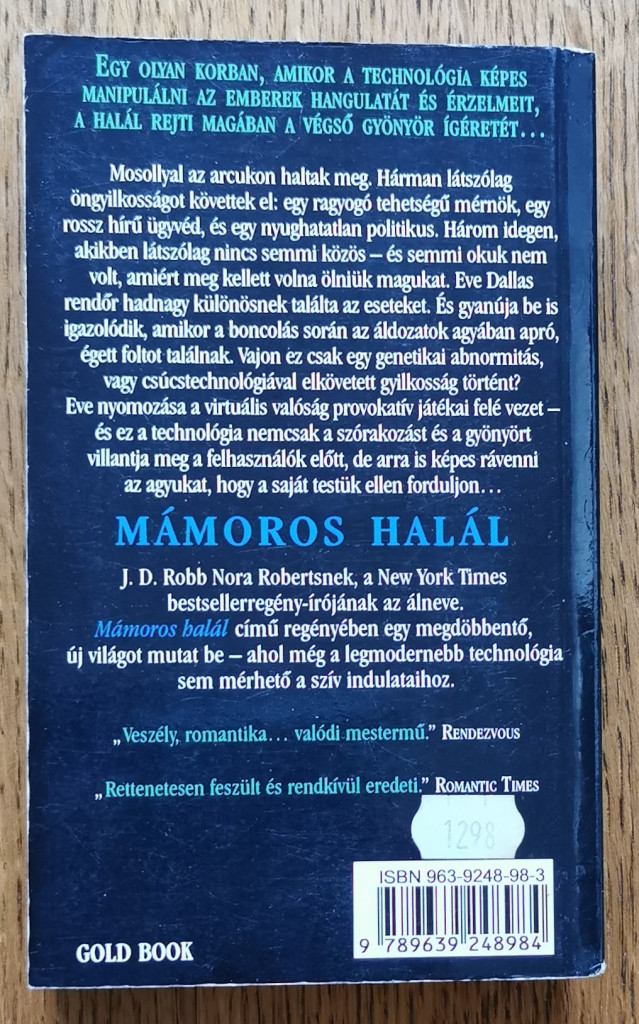 EGY OLYAN KORBAN, AMIKOR A TECHNOLÓGIA KÉPES
MANIPULÁLNI AZ EMBEREK HANGULATÁT ÉS ÉRZELMEIT,
A HALÁL REJTI MAGÁBAN A VÉGSŐ GYÖNYÖR ÍGÉRETÉT...
Mosollyal az arcukon haltak meg. Hárman látszólag
öngyilkosságot követtek el: egy ragyogó tehetségű mérnök, egy
rossz hírű ügyvéd, és egy nyughatatlan politikus. Három idegen,
akikben látszólag nincs semmi közös – és semmi okuk nem
volt, amiért meg kellett volna ölniük magukat. Eve Dallas
rendőr hadnagy különösnek találta az eseteket. És gyanúja be is
igazolódik, amikor a boncolás során az áldozatok agyában apró,
égett foltot találnak. Vajon ez csak egy genetikai abnormitás,
vagy csúcstechnológiával elkövetett gyilkosság történt?
Eve nyomozása a virtuális valóság provokatív játékai felé vezet –
és ez a technológia nemcsak a szórakozást és a gyönyört
villantja meg a felhasználók előtt, de arra is képes rávenni
az agyukat, hogy a saját testük ellen forduljon...
MÁMOROS HALÁL
J. D. Robb Nora Robertsnek, a New York Times
bestsellerregény-írójának az álneve.
Mámoros halál című regényében egy megdöbbentő,
új világot mutat be – ahol még a legmodernebb technológia
sem mérhető a szív indulataihoz.
„Veszély, romantika... valódi mestermű.” RENDEZVOUS
„Rettenetesen feszült és rendkívül eredeti.” ROMANTIC TIMES
1298
ISBN 963-9248-98-3
9 789639 248984
GOLD BOOK